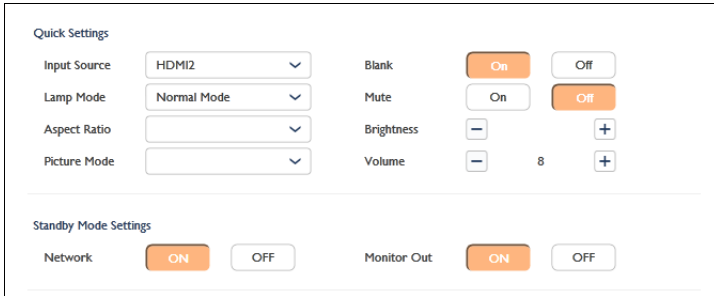 Quick Settings
Input Source HDMI2 Blank On Off
Lamp Mode Normal Mode Mute On Off
Aspect Ratio Brightness − +
Picture Mode Volume − 8 +
Standby Mode Settings
Network ON OFF Monitor Out ON OFF